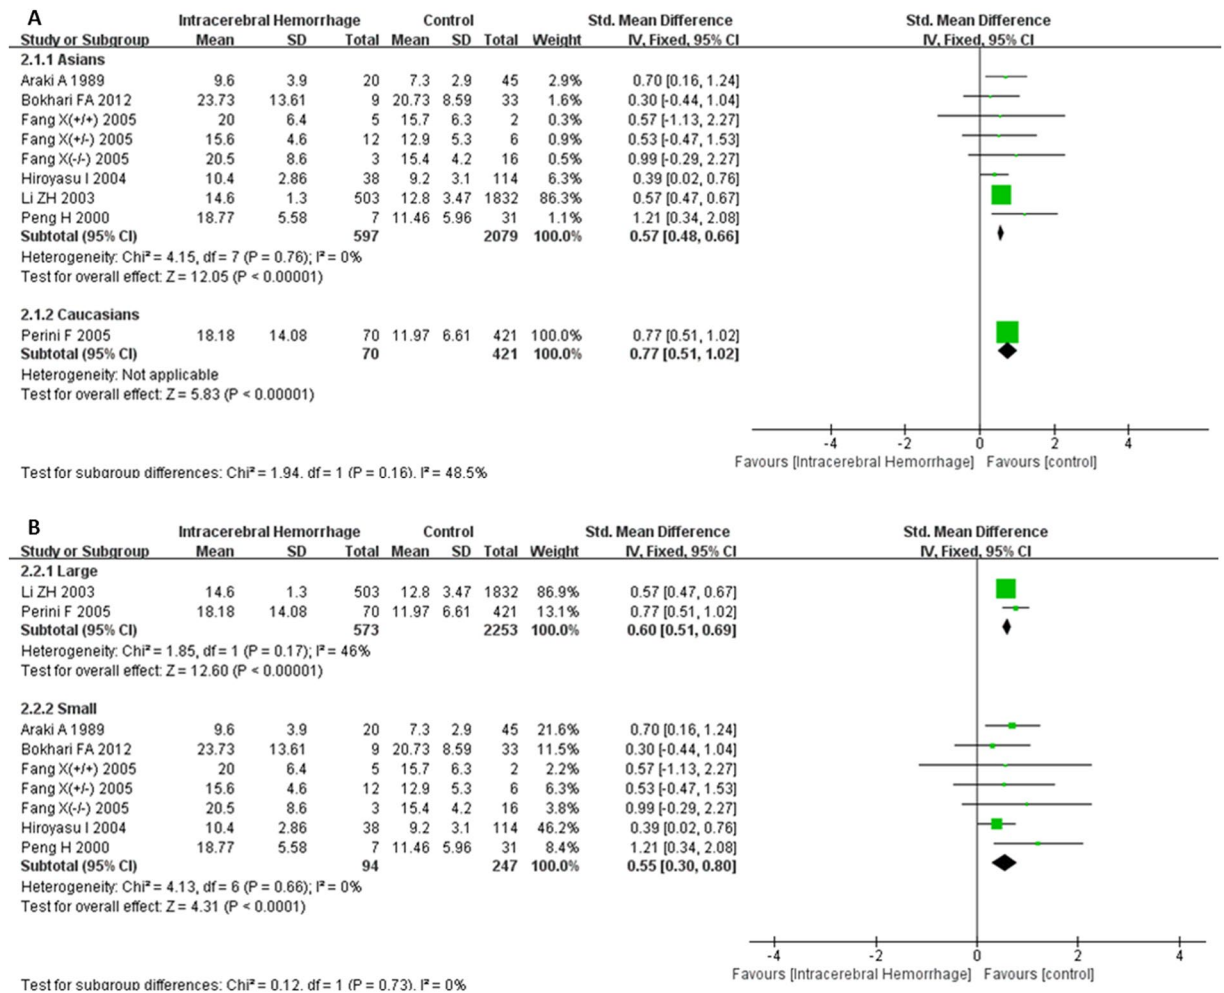 A
Intracerebral Hemorrhage Control Std. Mean Difference Std. Mean Difference
Study or Subgroup Mean SD Total Mean SD Total Weight IV, Fixed, 95% CI IV, Fixed, 95% CI
2.1.1 Asians
Araki A 1989 9.6 3.9 20 7.3 2.9 45 2.9% 0.70 [0.16, 1.24]
Bokhari FA 2012 23.73 13.61 9 20.73 8.59 33 1.6% 0.30 [-0.44, 1.04]
Fang X(+/+) 2005 20 6.4 5 15.7 6.3 2 0.3% 0.57 [-1.13, 2.27]
Fang X(+/-) 2005 15.6 4.6 12 12.9 5.3 6 0.9% 0.53 [-0.47, 1.53]
Fang X(-/-) 2005 20.5 8.6 3 15.4 4.2 16 0.5% 0.99 [-0.29, 2.27]
Hiroyasu I 2004 10.4 2.86 38 9.2 3.1 114 6.3% 0.39 [0.02, 0.76]
Li ZH 2003 14.6 1.3 503 12.8 3.47 1832 86.3% 0.57 [0.47, 0.67]
Peng H 2000 18.77 5.58 7 11.46 5.96 31 1.1% 1.21 [0.34, 2.08]
Subtotal (95% CI) 597 2079 100.0% 0.57 [0.48, 0.66]
Heterogeneity: Chi² = 4.15, df = 7 (P = 0.76); I² = 0%
Test for overall effect: Z = 12.05 (P < 0.00001)
2.1.2 Caucasians
Perini F 2005 18.18 14.08 70 11.97 6.61 421 100.0% 0.77 [0.51, 1.02]
Subtotal (95% CI) 70 421 100.0% 0.77 [0.51, 1.02]
Heterogeneity: Not applicable
Test for overall effect: Z = 5.83 (P < 0.00001)
-4 -2 0 2 4
Favours [Intracerebral Hemorrhage] Favours [control]
Test for subgroup differences: Chi² = 1.94, df = 1 (P = 0.16), I² = 48.5%
B
Intracerebral Hemorrhage Control Std. Mean Difference Std. Mean Difference
Study or Subgroup Mean SD Total Mean SD Total Weight IV, Fixed, 95% CI IV, Fixed, 95% CI
2.2.1 Large
Li ZH 2003 14.6 1.3 503 12.8 3.47 1832 86.9% 0.57 [0.47, 0.67]
Perini F 2005 18.18 14.08 70 11.97 6.61 421 13.1% 0.77 [0.51, 1.02]
Subtotal (95% CI) 573 2253 100.0% 0.60 [0.51, 0.69]
Heterogeneity: Chi² = 1.85, df = 1 (P = 0.17); I² = 46%
Test for overall effect: Z = 12.60 (P < 0.00001)
2.2.2 Small
Araki A 1989 9.6 3.9 20 7.3 2.9 45 21.6% 0.70 [0.16, 1.24]
Bokhari FA 2012 23.73 13.61 9 20.73 8.59 33 11.5% 0.30 [-0.44, 1.04]
Fang X(+/+) 2005 20 6.4 5 15.7 6.3 2 2.2% 0.57 [-1.13, 2.27]
Fang X(+/-) 2005 15.6 4.6 12 12.9 5.3 6 6.3% 0.53 [-0.47, 1.53]
Fang X(-/-) 2005 20.5 8.6 3 15.4 4.2 16 3.8% 0.99 [-0.29, 2.27]
Hiroyasu I 2004 10.4 2.86 38 9.2 3.1 114 46.2% 0.39 [0.02, 0.76]
Peng H 2000 18.77 5.58 7 11.46 5.96 31 8.4% 1.21 [0.34, 2.08]
Subtotal (95% CI) 94 247 100.0% 0.55 [0.30, 0.80]
Heterogeneity: Chi² = 4.13, df = 6 (P = 0.66); I² = 0%
Test for overall effect: Z = 4.31 (P < 0.0001)
-4 -2 0 2 4
Favours [Intracerebral Hemorrhage] Favours [control]
Test for subgroup differences: Chi² = 0.12, df = 1 (P = 0.73), I² = 0%